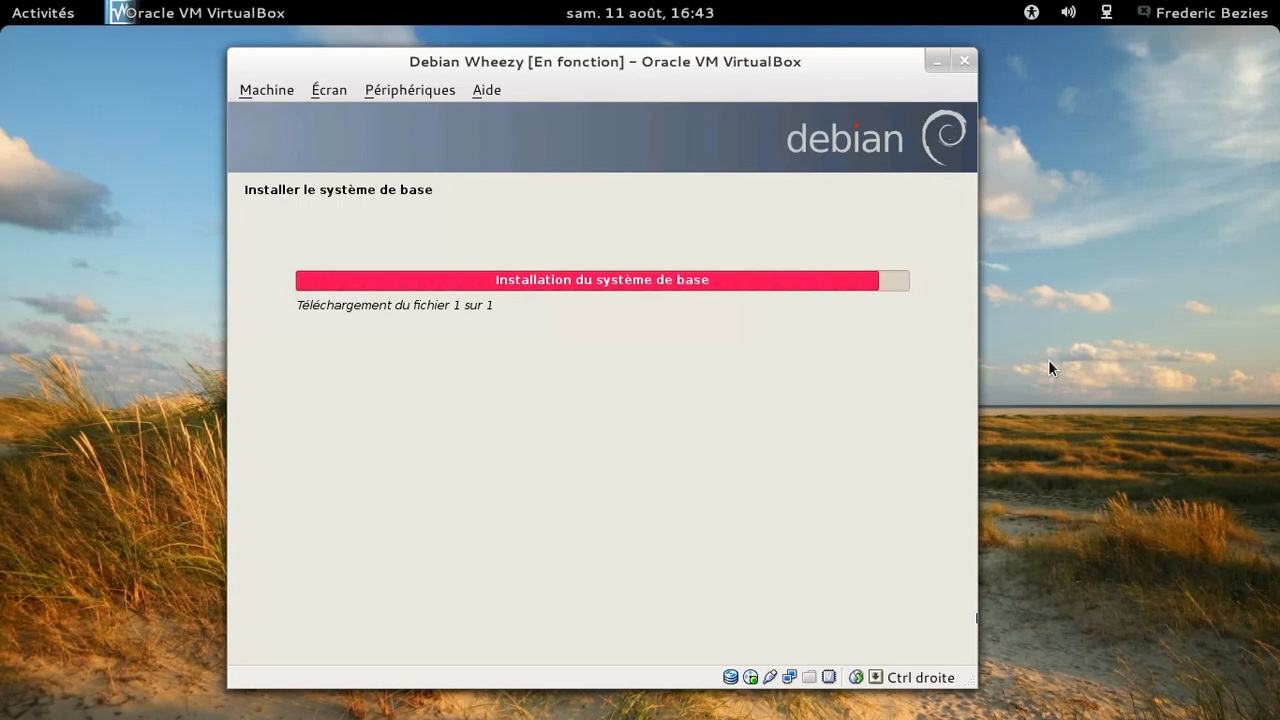 Activités Oracle VM VirtualBox sam. 11 août, 16:43 Frederic Bezies
Debian Wheezy [En fonction] - Oracle VM VirtualBox
Machine Écran Périphériques Aide
debian
Installer le système de base
Installation du système de base
Téléchargement du fichier 1 sur 1
Ctrl droite